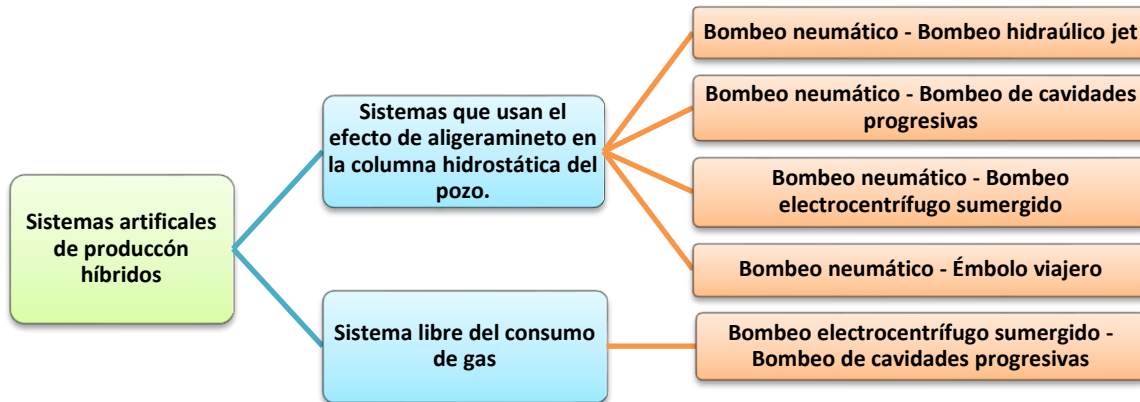 Bombeo neumático - Bombeo hidraúlico jet
Bombeo neumático - Bombeo de cavidades
progresivas
Sistemas que usan el
efecto de aligeramineto en
la columna hidrostática del
pozo.
Bombeo neumático - Bombeo
electrocentrífugo sumergido
Sistemas artificales
de produccón
híbridos
Bombeo neumático - Émbolo viajero
Sistema libre del consumo
de gas
Bombeo electrocentrífugo sumergido -
Bombeo de cavidades progresivas